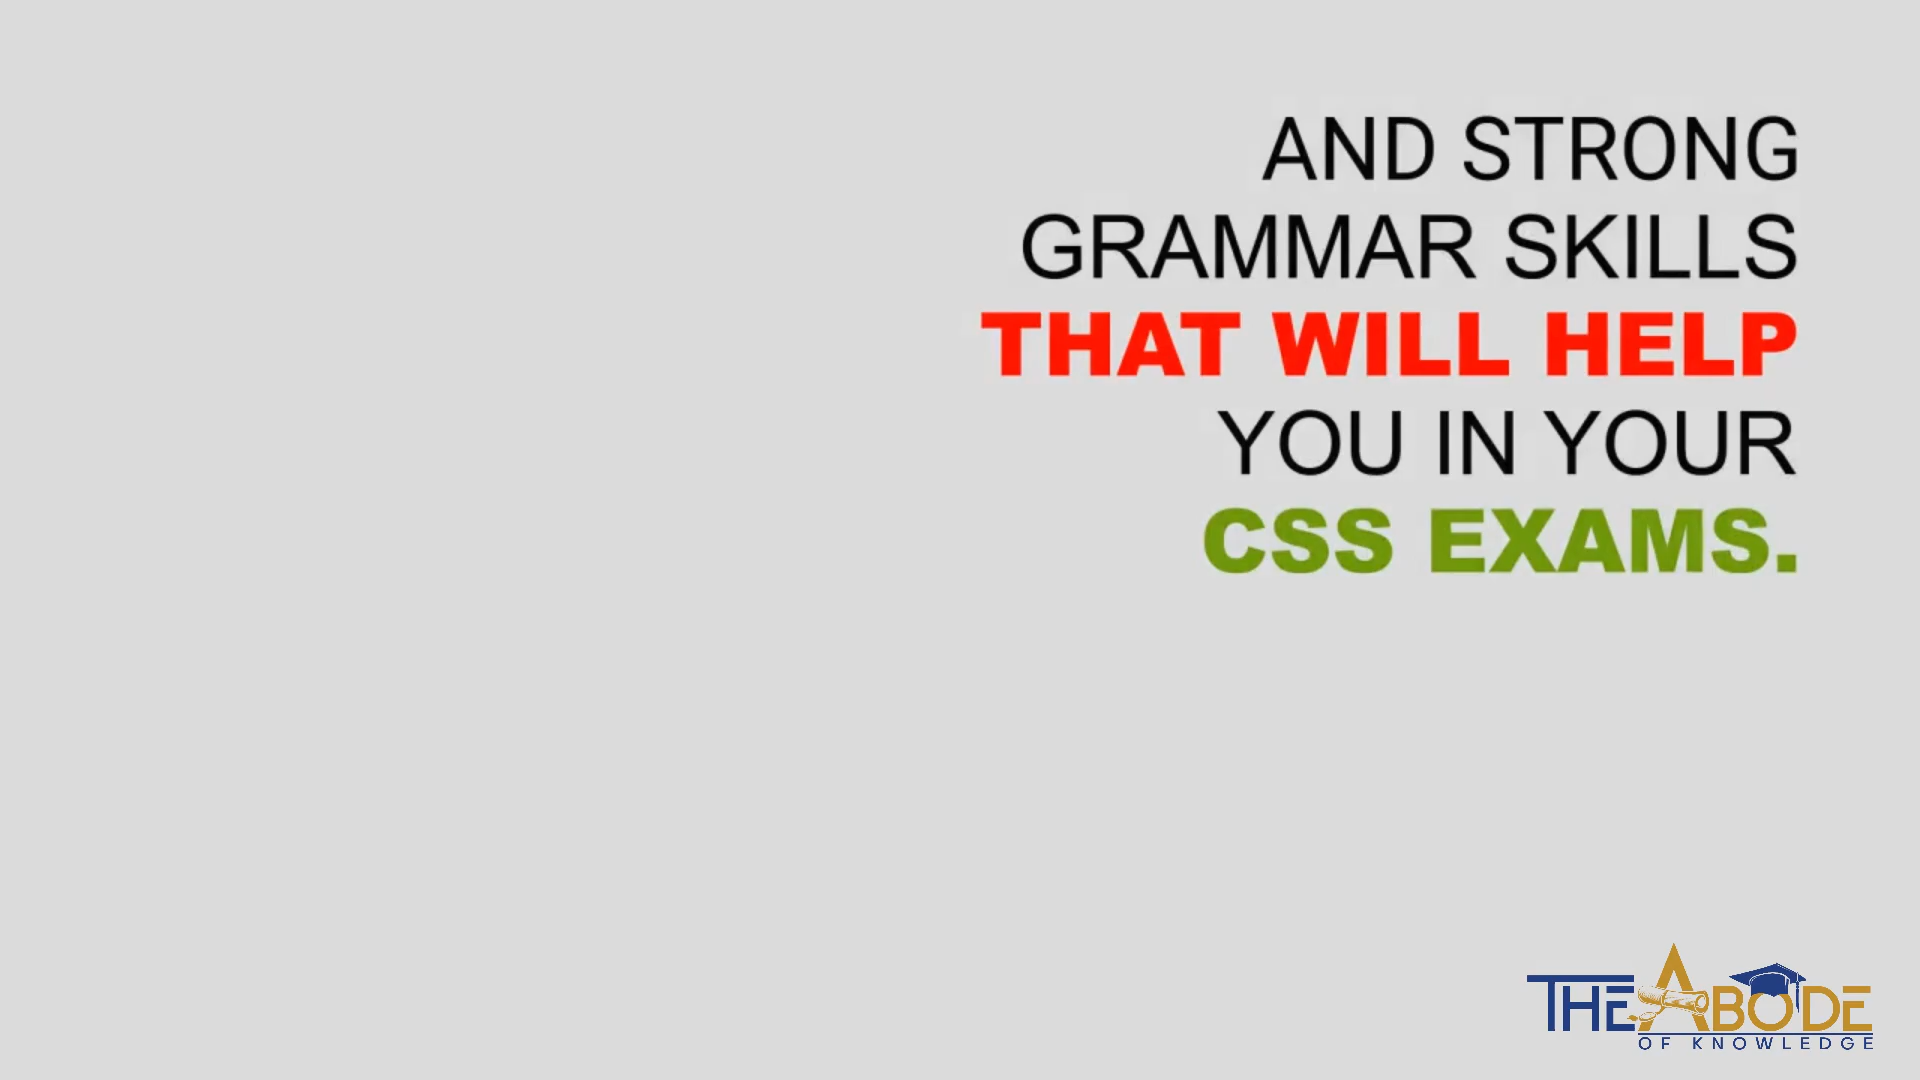 AND STRONG
GRAMMAR SKILLS
THAT WILL HELP
YOU IN YOUR
CSS EXAMS.
THE ABODE
OF KNOWLEDGE